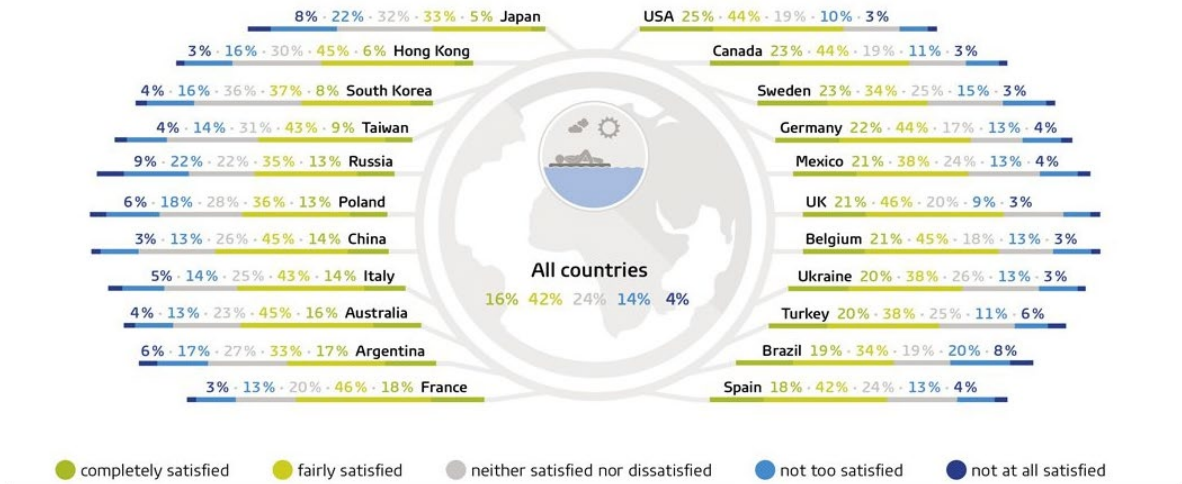 8% · 22% · 32% · 33% · 5% Japan
3% · 16% · 30% · 45% · 6% Hong Kong
4% · 16% · 36% · 37% · 8% South Korea
4% · 14% · 31% · 43% · 9% Taiwan
9% · 22% · 22% · 35% · 13% Russia
6% · 18% · 28% · 36% · 13% Poland
3% · 13% · 26% · 45% · 14% China
5% · 14% · 25% · 43% · 14% Italy
4% · 13% · 23% · 45% · 16% Australia
6% · 17% · 27% · 33% · 17% Argentina
3% · 13% · 20% · 46% · 18% France
All countries
16% 42% 24% 14% 4%
USA 25% · 44% · 19% · 10% · 3%
Canada 23% · 44% · 19% · 11% · 3%
Sweden 23% · 34% · 25% · 15% · 3%
Germany 22% · 44% · 17% · 13% · 4%
Mexico 21% · 38% · 24% · 13% · 4%
UK 21% · 46% · 20% · 9% · 3%
Belgium 21% · 45% · 18% · 13% · 3%
Ukraine 20% · 38% · 26% · 13% · 3%
Turkey 20% · 38% · 25% · 11% · 6%
Brazil 19% · 34% · 19% · 20% · 8%
Spain 18% · 42% · 24% · 13% · 4%
completely satisfied
fairly satisfied
neither satisfied nor dissatisfied
not too satisfied
not at all satisfied